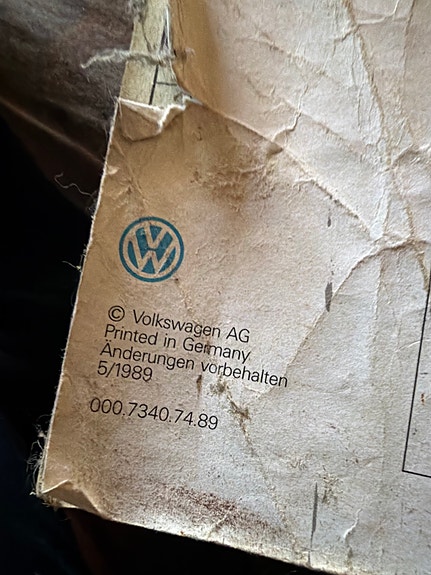 © Volkswagen AG
Printed in Germany
Änderungen vorbehalten
5/1989
000.7340.74.89